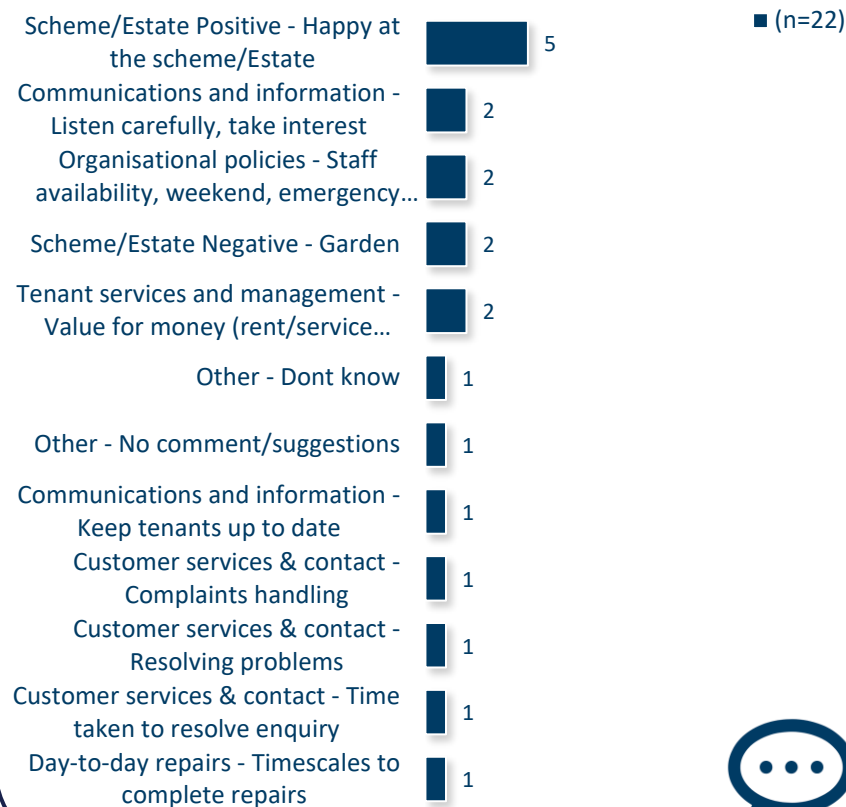 (n=22)
Scheme/Estate Positive - Happy at
the scheme/Estate
5
Communications and information -
Listen carefully, take interest
2
Organisational policies - Staff
availability, weekend, emergency...
2
Scheme/Estate Negative - Garden
2
Tenant services and management -
Value for money (rent/service...
2
Other - Dont know
1
Other - No comment/suggestions
1
Communications and information -
Keep tenants up to date
1
Customer services & contact -
Complaints handling
1
Customer services & contact -
Resolving problems
1
Customer services & contact - Time
taken to resolve enquiry
1
Day-to-day repairs - Timescales to
complete repairs
1